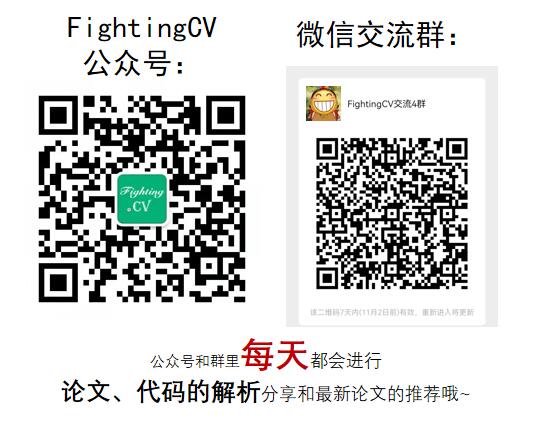 FightingCV
公众号：
微信交流群：
FightingCV交流4群
Fighting
.CV
该二维码7天内(11月2日前)有效，重新进入将更新
公众号和群里每天都会进行
论文、代码的解析分享和最新论文的推荐哦~